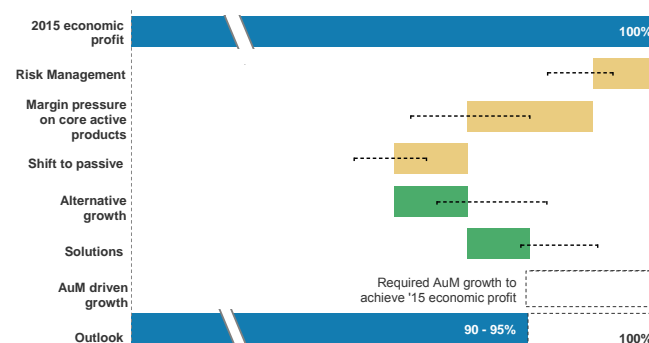 2015 economic
profit
100%
Risk Management
Margin pressure
on core active
products
Shift to passive
Alternative
growth
Solutions
AuM driven
growth
Required AuM growth to
achieve '15 economic profit
Outlook
90 - 95%
100%